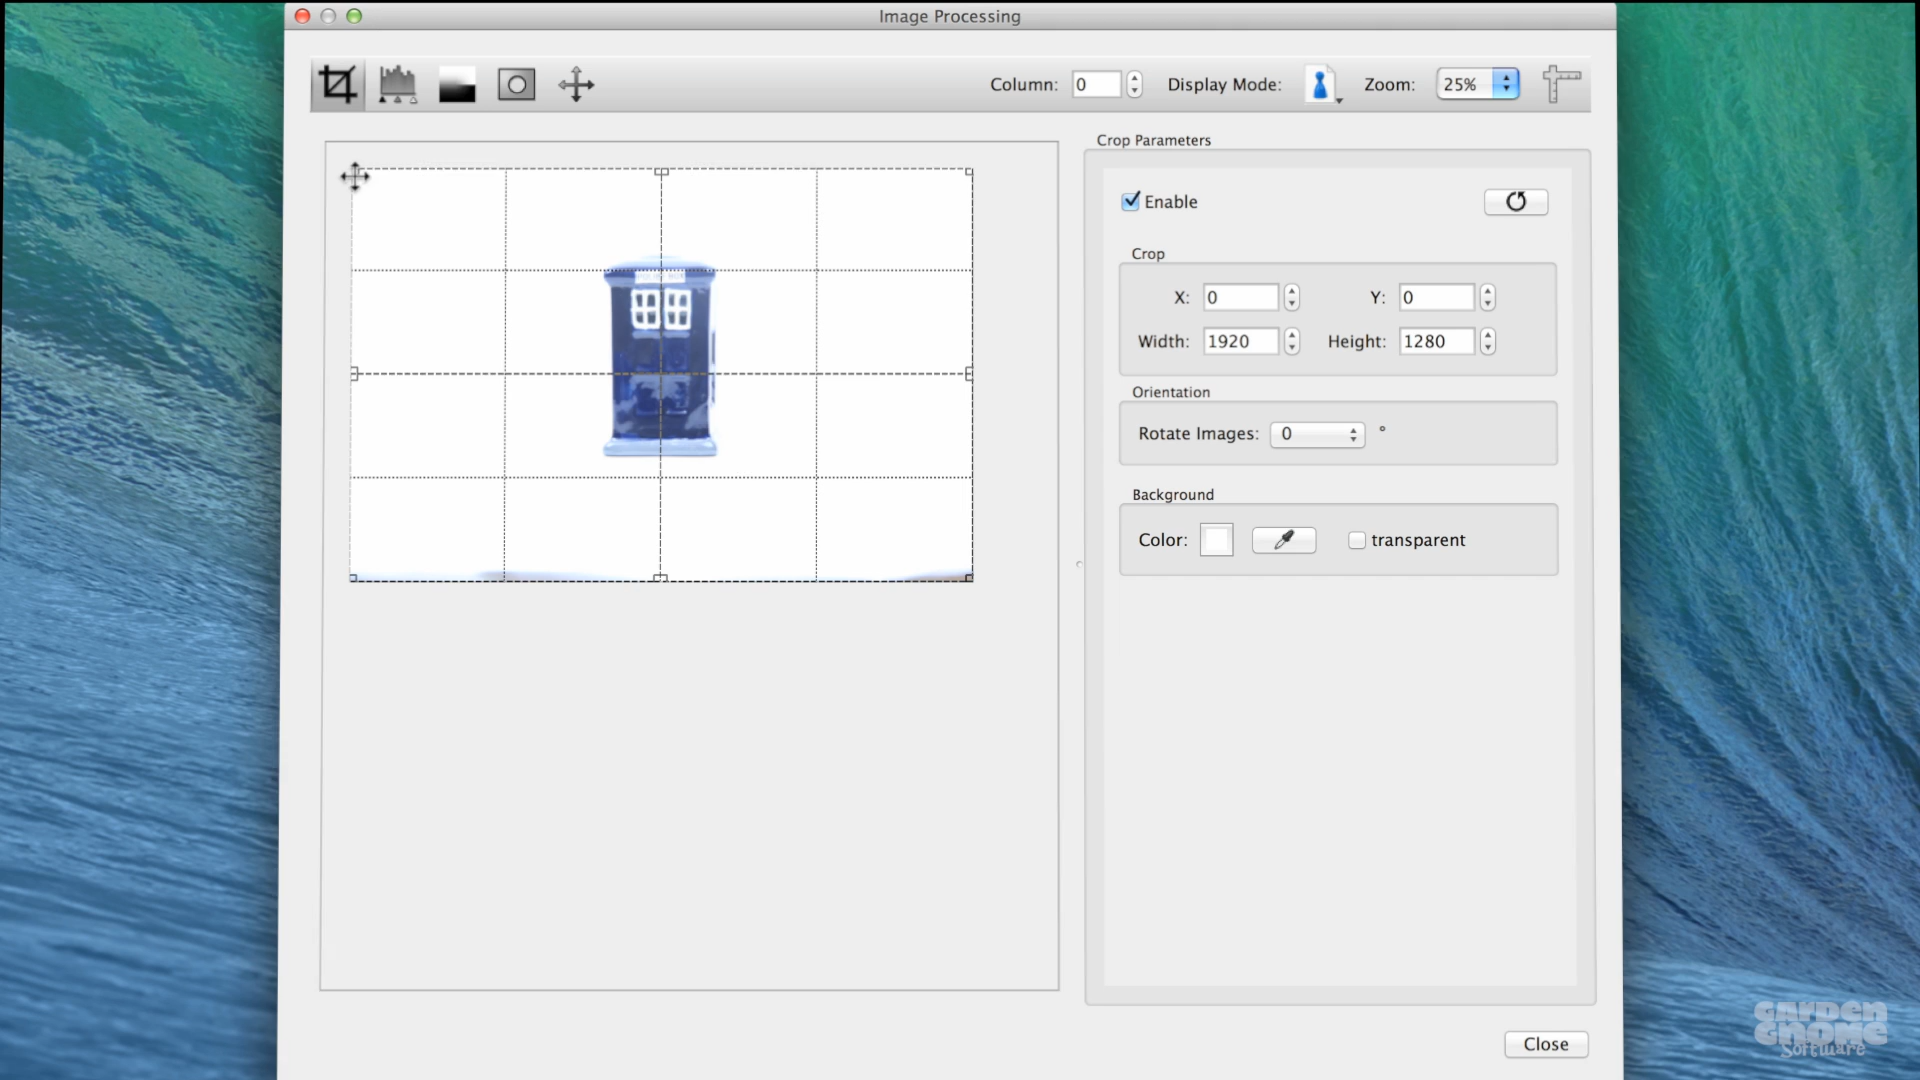 Image Processing
Column: 0 Display Mode: Zoom: 25%
Crop Parameters
Enable
Crop
X: 0 Y: 0
Width: 1920 Height: 1280
Orientation
Rotate Images: 0 °
Background
Color: transparent
Close
GARDEN
GNOME
Software